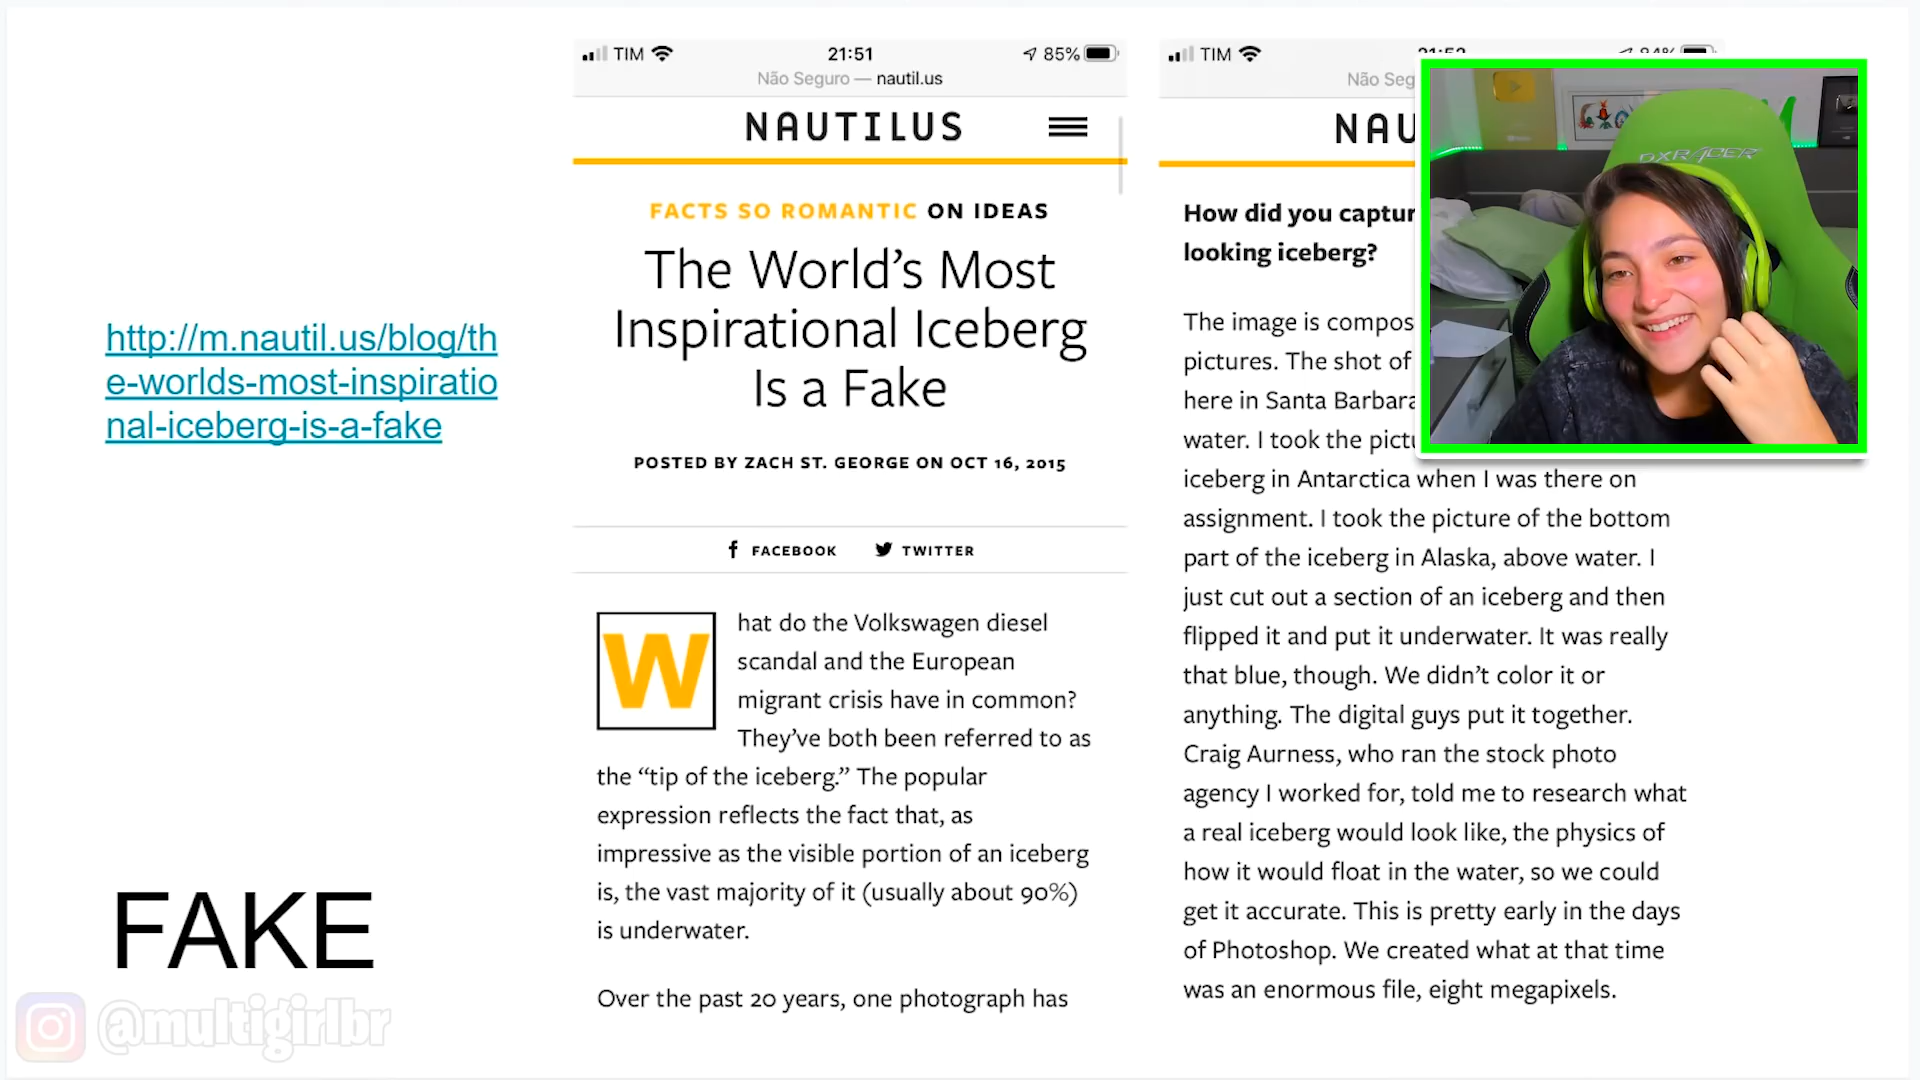 http://m.nautil.us/blog/th
e-worlds-most-inspiratio
nal-iceberg-is-a-fake
FAKE
@multigirlbr
TIM
21:51
85%
Não Seguro — nautil.us
NAUTILUS
FACTS SO ROMANTIC ON IDEAS
The World’s Most
Inspirational Iceberg
Is a Fake
POSTED BY ZACH ST. GEORGE ON OCT 16, 2015
FACEBOOK TWITTER
What do the Volkswagen diesel
scandal and the European
migrant crisis have in common?
They’ve both been referred to as
the “tip of the iceberg.” The popular
expression reflects the fact that, as
impressive as the visible portion of an iceberg
is, the vast majority of it (usually about 90%)
is underwater.
Over the past 20 years, one photograph has
TIM
Não Seg
NAU
How did you captur
looking iceberg?
The image is compos
pictures. The shot of
here in Santa Barbara
water. I took the pictu
iceberg in Antarctica when I was there on
assignment. I took the picture of the bottom
part of the iceberg in Alaska, above water. I
just cut out a section of an iceberg and then
flipped it and put it underwater. It was really
that blue, though. We didn’t color it or
anything. The digital guys put it together.
Craig Aurness, who ran the stock photo
agency I worked for, told me to research what
a real iceberg would look like, the physics of
how it would float in the water, so we could
get it accurate. This is pretty early in the days
of Photoshop. We created what at that time
was an enormous file, eight megapixels.
DXRACER